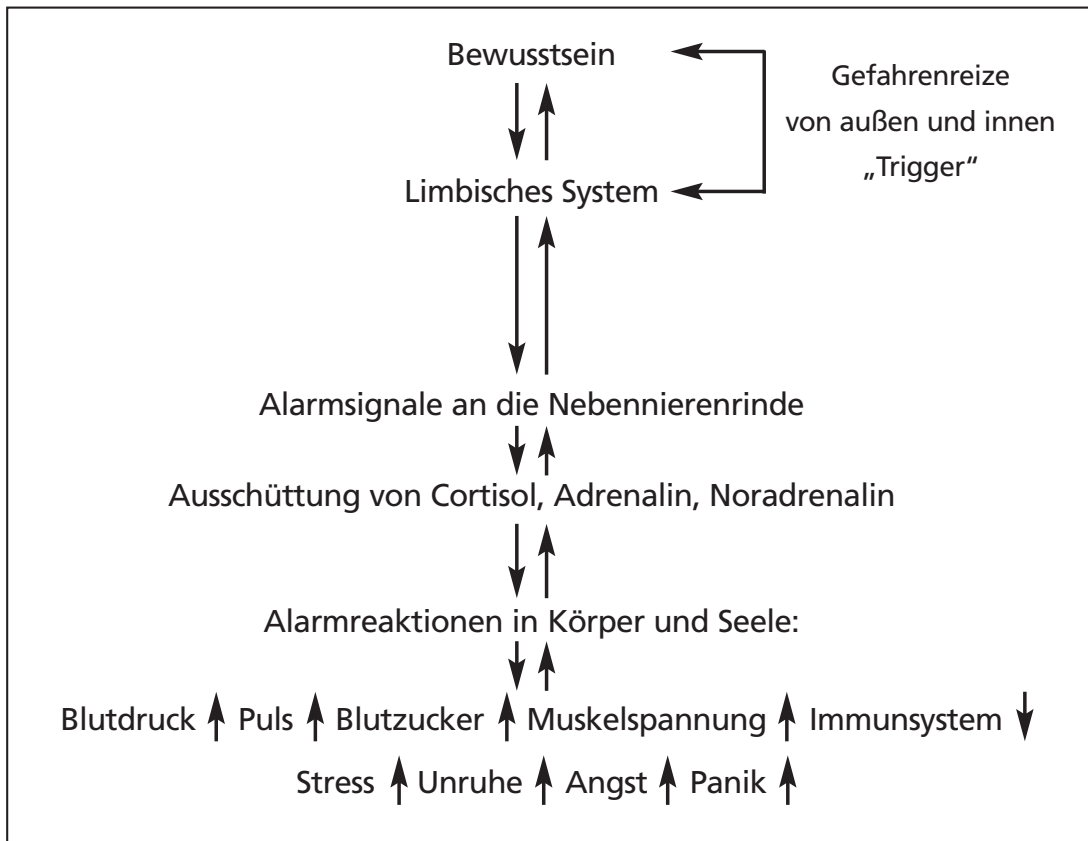 Bewusstsein
Gefahrenreize
von außen und innen
„Trigger“
Limbisches System
Alarmsignale an die Nebennierenrinde
Ausschüttung von Cortisol, Adrenalin, Noradrenalin
Alarmreaktionen in Körper und Seele:
Blutdruck Puls Blutzucker Muskelspannung Immunsystem
Stress Unruhe Angst Panik